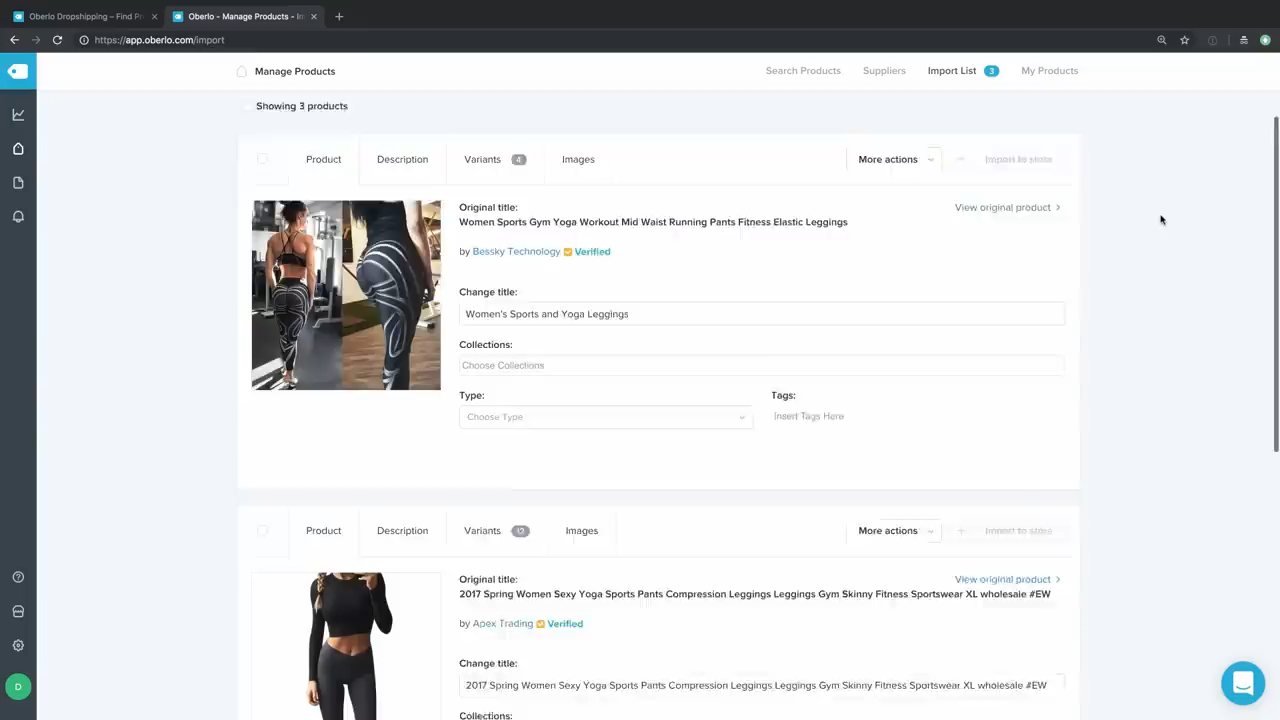 Oberlo Dropshipping – Find Pr
Oberlo - Manage Products - In
https://app.oberlo.com/import
Manage Products
Search Products
Suppliers
Import List 3
My Products
Showing 3 products
Product
Description
Variants 4
Images
More actions
Import to store
Original title:
View original product
Women Sports Gym Yoga Workout Mid Waist Running Pants Fitness Elastic Leggings
by Bessky Technology Verified
Change title:
Women's Sports and Yoga Leggings
Collections:
Choose Collections
Type:
Tags:
Choose Type
Insert Tags Here
Product
Description
Variants 12
Images
More actions
Import to store
Original title:
View original product
2017 Spring Women Sexy Yoga Sports Pants Compression Leggings Leggings Gym Skinny Fitness Sportswear XL wholesale #EW
by Apex Trading Verified
Change title:
2017 Spring Women Sexy Yoga Sports Pants Compression Leggings Leggings Gym Skinny Fitness Sportswear XL wholesale #EW
Collections:
D